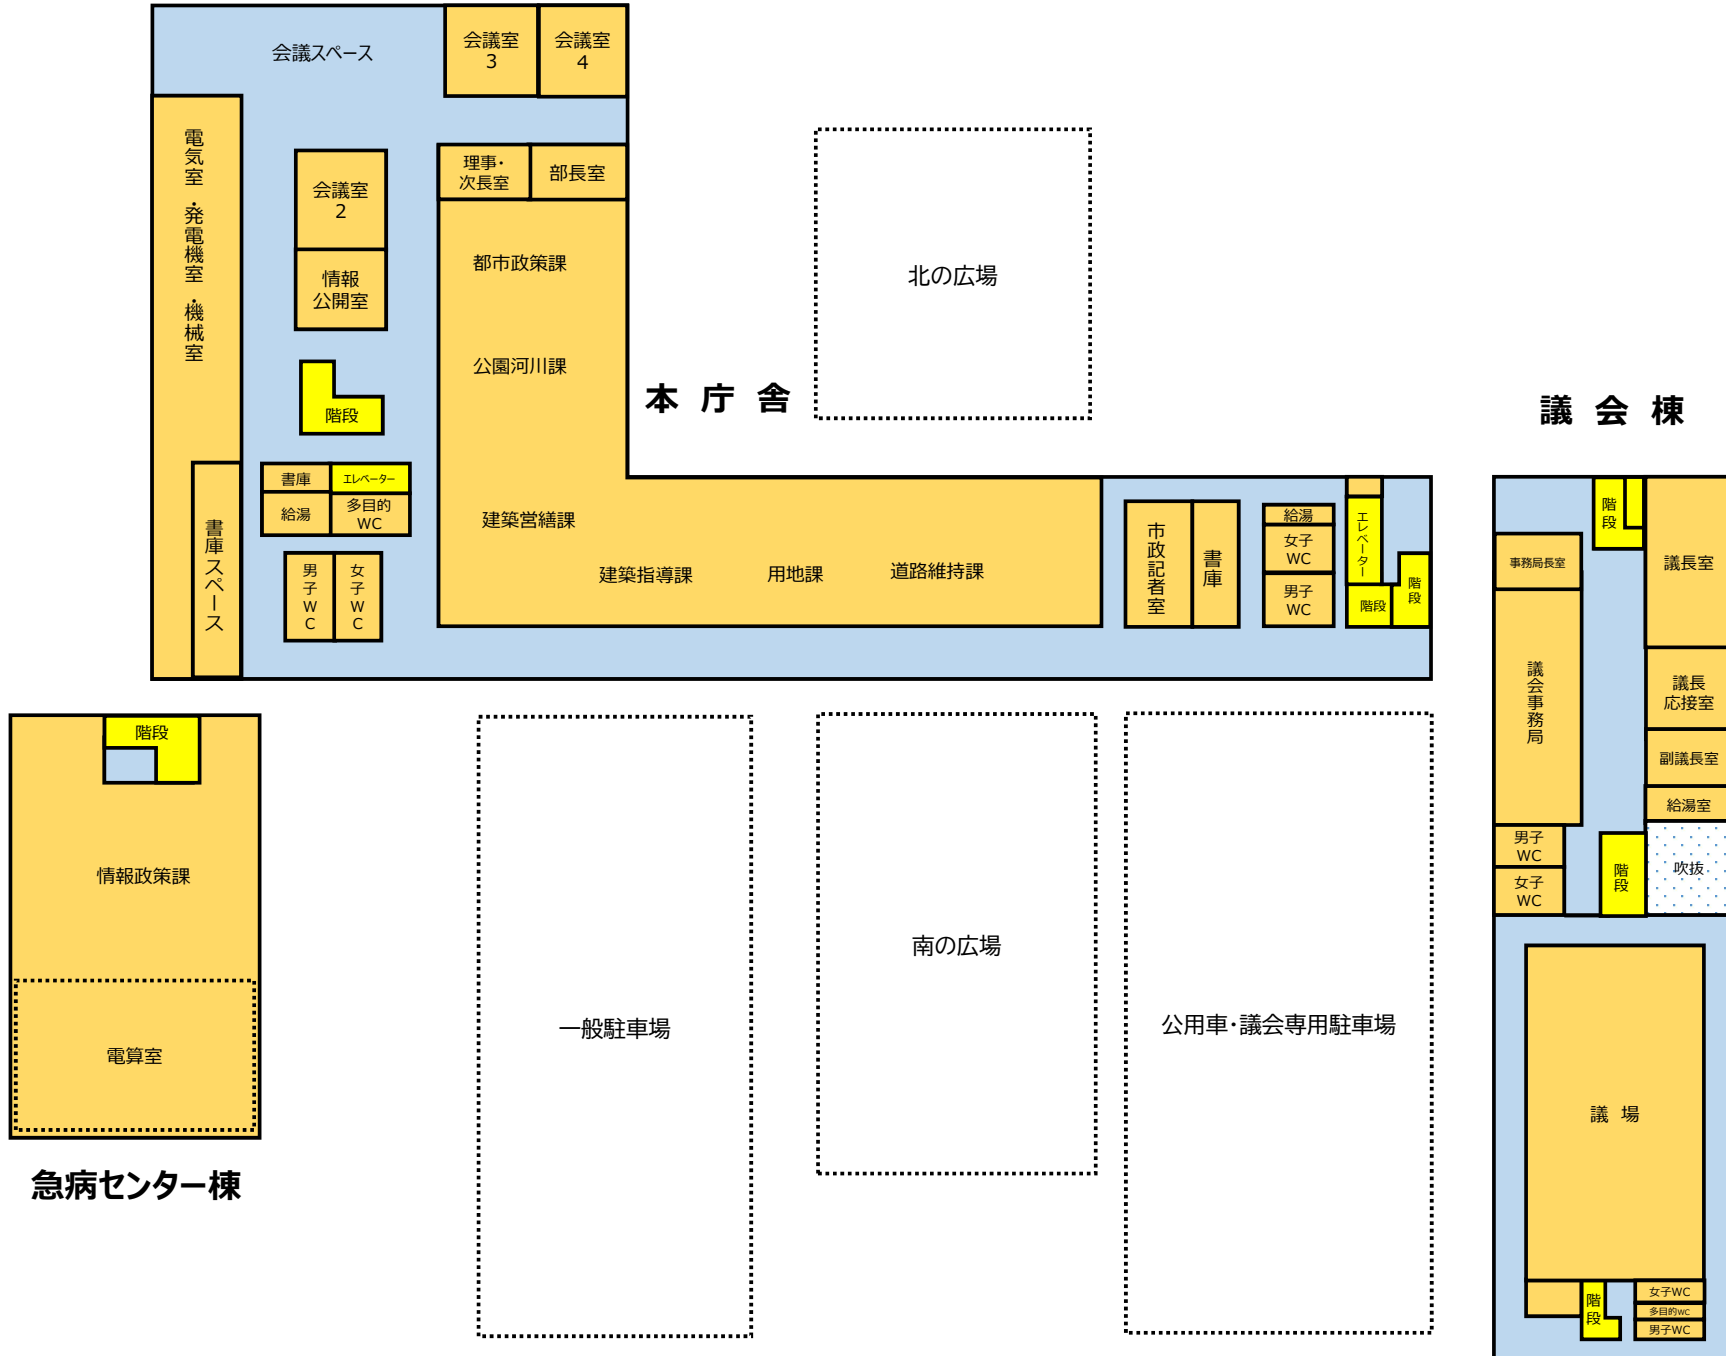 会議スペース
会議室
3
会議室
4
電気室・発電機室・機械室
会議室
2
理事・
次長室
部長室
情報
公開室
都市政策課
公園河川課
階段
書庫
エレベーター
給湯
多目的
WC
書庫スペース
男子WC
女子WC
建築営繕課
建築指導課
用地課
道路維持課
本庁舎
北の広場
市政記者室
書庫
給湯
女子
WC
男子
WC
エレベーター
階段
階段
議会棟
階段
議長室
事務局長室
議会事務局
議長
応接室
副議長室
給湯室
男子
WC
女子
WC
階段
吹抜
議場
階段
女子WC
多目的WC
男子WC
階段
情報政策課
電算室
急病センター棟
一般駐車場
南の広場
公用車・議会専用駐車場